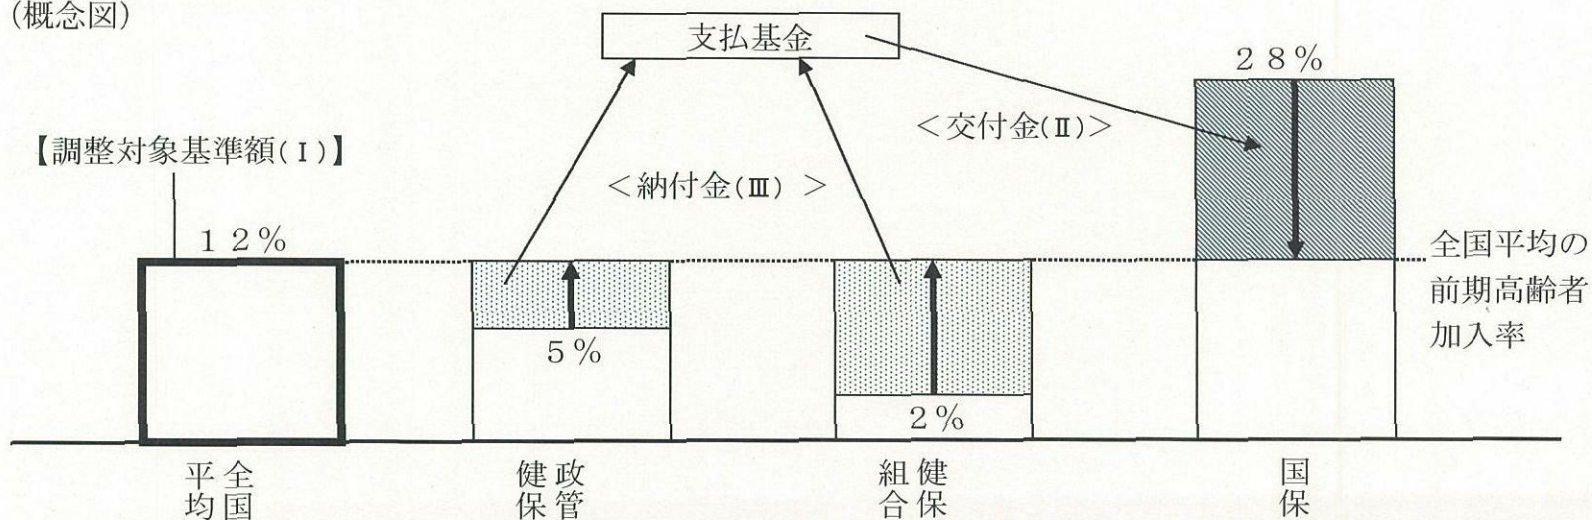 (概念図)
支払基金
28%
<交付金(Ⅱ)>
【調整対象基準額(Ⅰ)】
<納付金(Ⅲ) >
12%
全国平均の
前期高齢者
加入率
5%
2%
全国
平均
政管
健保
健保
組合
国保